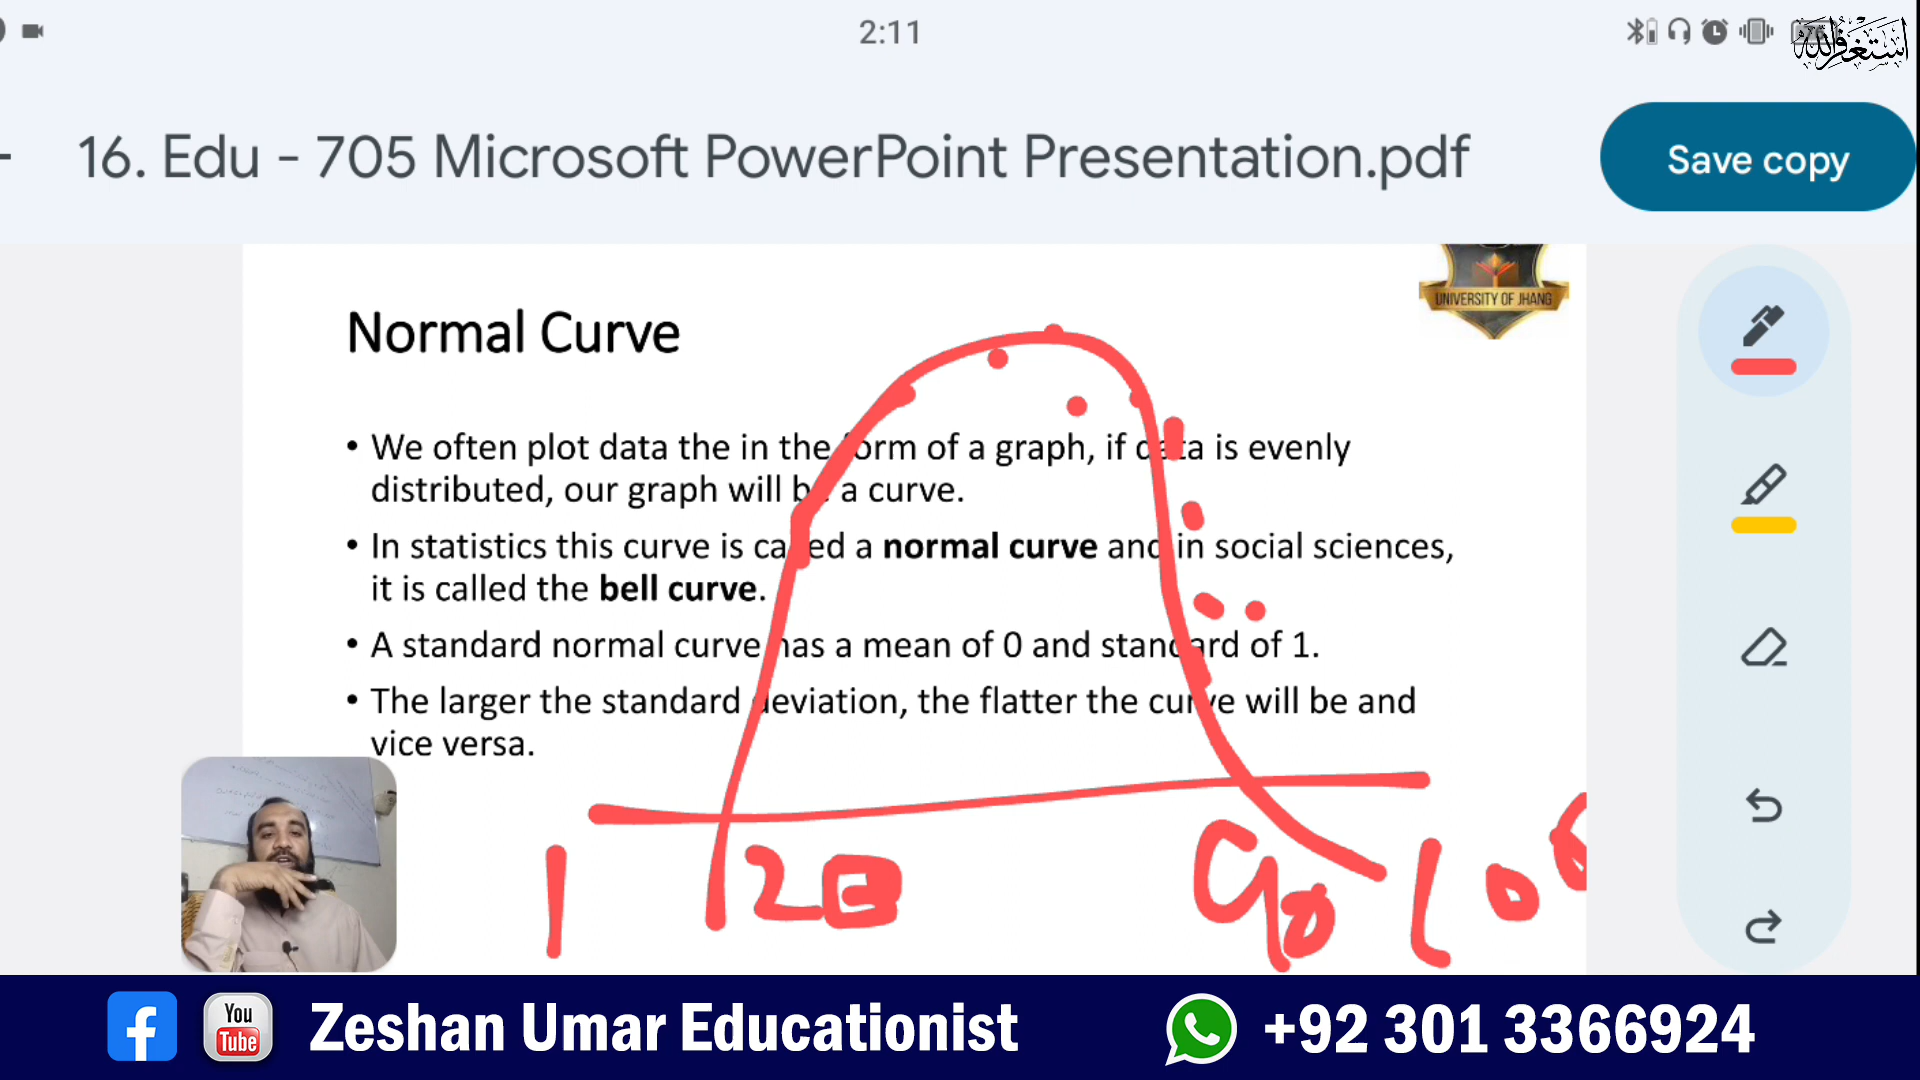 2:11
استغفرالله
16. Edu - 705 Microsoft PowerPoint Presentation.pdf
Save copy
UNIVERSITY OF JHANG
Normal Curve
• We often plot data the in the form of a graph, if data is evenly
distributed, our graph will be a curve.
• In statistics this curve is called a normal curve and in social sciences,
it is called the bell curve.
• A standard normal curve has a mean of 0 and standard of 1.
• The larger the standard deviation, the flatter the curve will be and
vice versa.
1 20 90 100
You
Tube
Zeshan Umar Educationist
+92 301 3366924